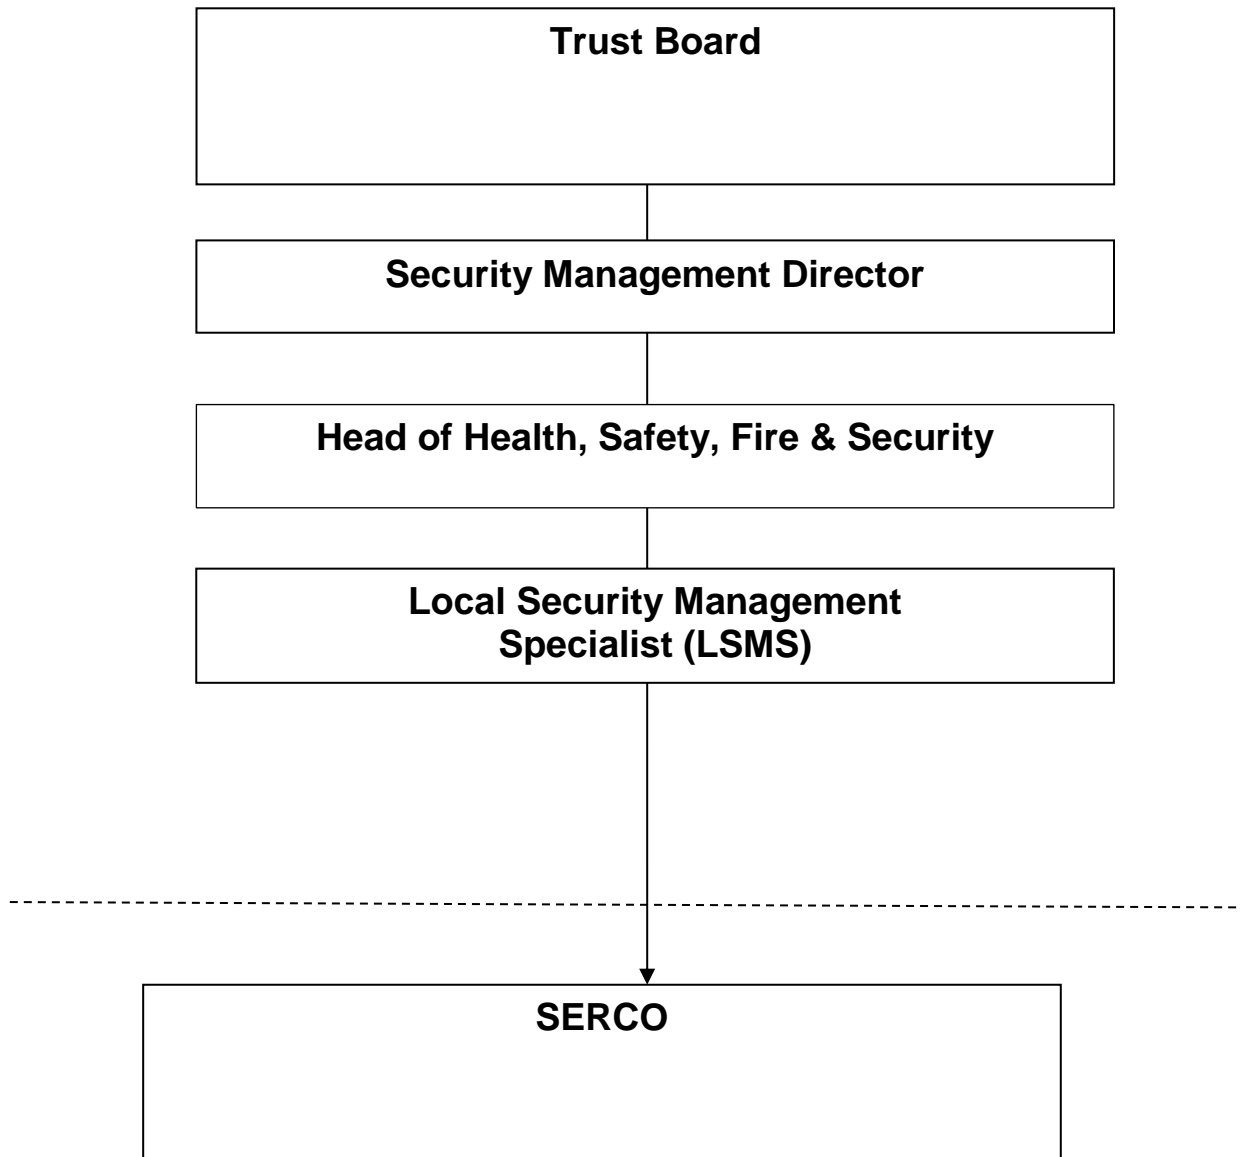 Trust Board
Security Management Director
Head of Health, Safety, Fire & Security
Local Security Management
Specialist (LSMS)
SERCO